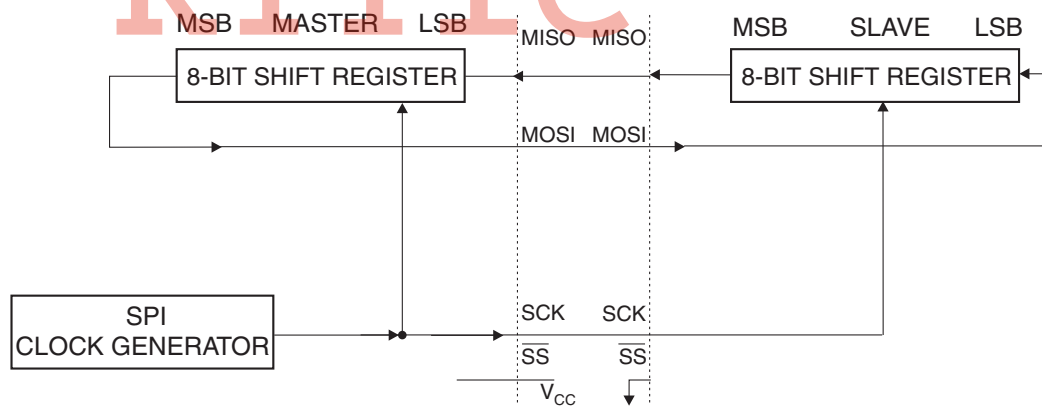 MSB MASTER LSB
8-BIT SHIFT REGISTER
MISO MISO
MSB SLAVE LSB
8-BIT SHIFT REGISTER
MOSI MOSI
SPI
CLOCK GENERATOR
SCK SCK
SS SS
VCC